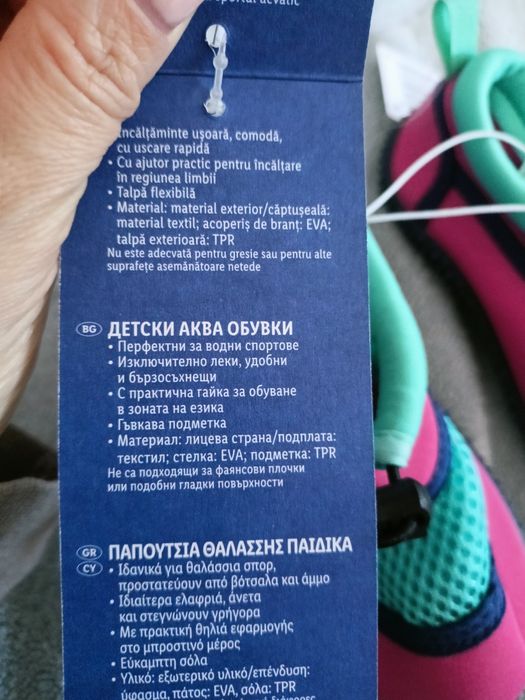 Încălțăminte ușoară, comodă,
cu uscare rapidă
• Cu ajutor practic pentru încălțare
în regiunea limbii
• Talpă flexibilă
• Material: material exterior/căptușeală:
material textil; acoperiș de branț: EVA;
talpă exterioară: TPR
Nu este adecvată pentru gresie sau pentru alte
suprafețe asemănătoare netede
BG ДЕТСКИ АКВА ОБУВКИ
• Перфектни за водни спортове
• Изключително леки, удобни
и бързосъхнещи
• С практична гайка за обуване
в зоната на езика
• Гъвкава подметка
• Материал: лицева страна/подплата:
текстил; стелка: EVA; подметка: TPR
Не са подходящи за фаянсови плочки
или подобни гладки повърхности
GR ΠΑΠΟΥΤΣΙΑ ΘΑΛΑΣΣΗΣ ΠΑΙΔΙΚΑ
CY • Ιδανικά για θαλάσσια σπορ,
προστατεύουν από βότσαλα και άμμο
• Ιδιαίτερα ελαφριά, άνετα
και στεγνώνουν γρήγορα
• Με πρακτική θηλιά εφαρμογής
στο μπροστινό μέρος
• Εύκαμπτη σόλα
• Υλικό: εξωτερικό υλικό/επένδυση:
ύφασμα, πάτος: EVA, σόλα: TPR